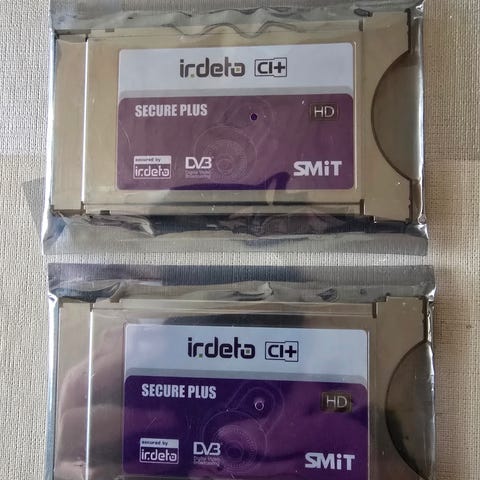 irdeto CI+
SECURE PLUS
HD
secured by
irdeto
DVB
Digital Video
Broadcasting
SMiT
irdeto CI+
SECURE PLUS
HD
secured by
irdeto
DVB
Digital Video
Broadcasting
SMiT